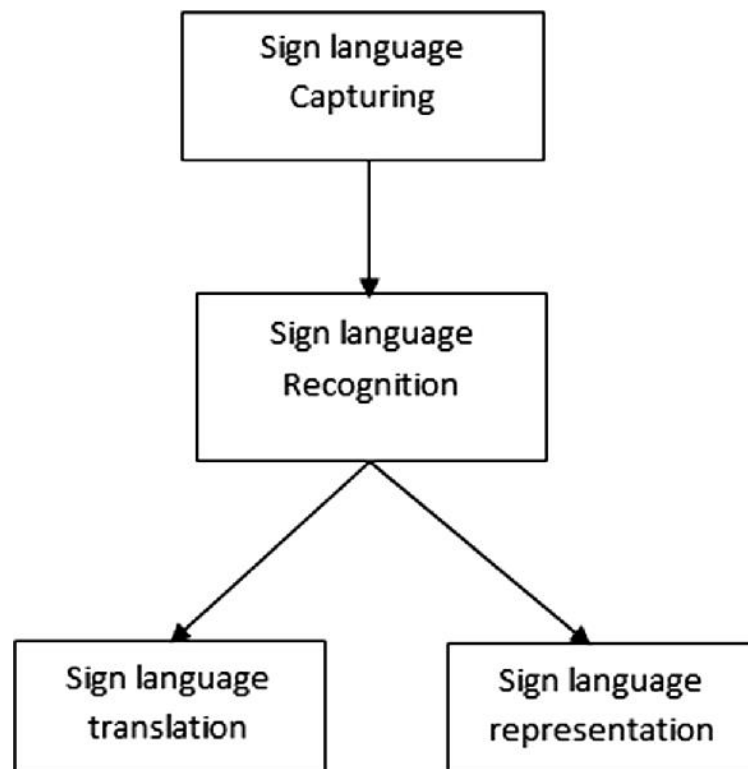 Sign language
Capturing
Sign language
Recognition
Sign language
translation
Sign language
representation